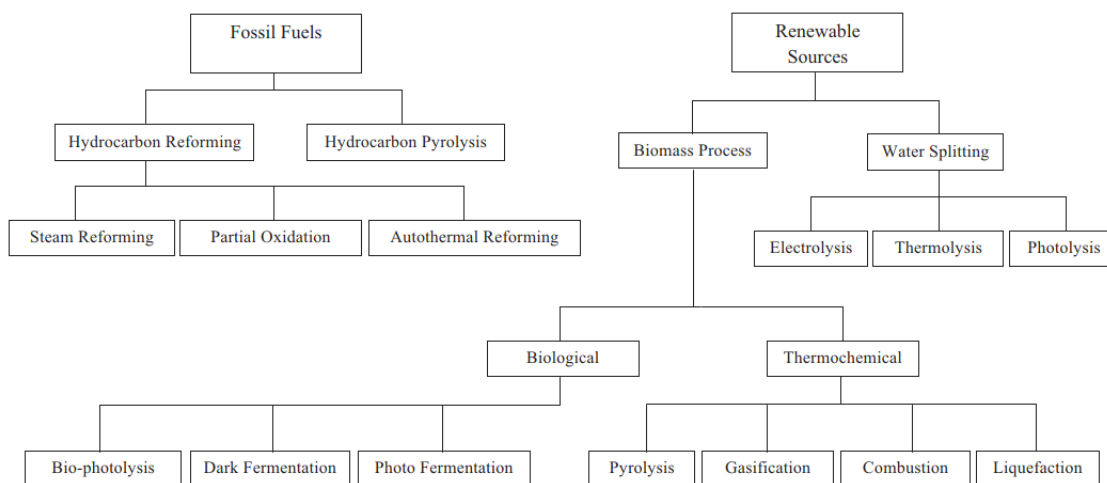 Fossil Fuels
Renewable
Sources
Hydrocarbon Reforming
Hydrocarbon Pyrolysis
Biomass Process
Water Splitting
Steam Reforming
Partial Oxidation
Autothermal Reforming
Electrolysis
Thermolysis
Photolysis
Biological
Thermochemical
Bio-photolysis
Dark Fermentation
Photo Fermentation
Pyrolysis
Gasification
Combustion
Liquefaction